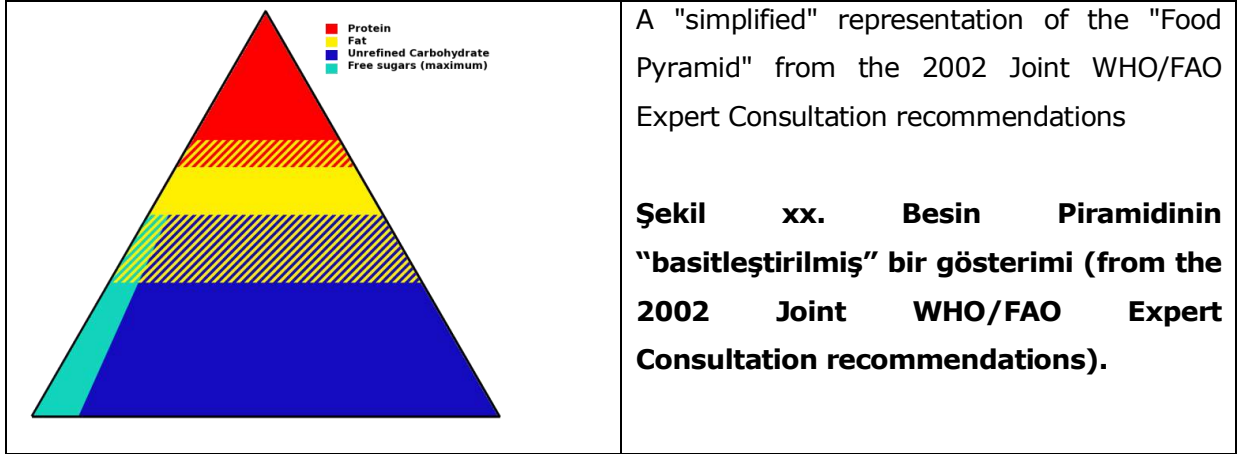 Protein
Fat
Unrefined Carbohydrate
Free sugars (maximum)
A "simplified" representation of the "Food
Pyramid" from the 2002 Joint WHO/FAO
Expert Consultation recommendations
Şekil xx. Besin Piramidinin
“basitleştirilmiş” bir gösterimi (from the
2002 Joint WHO/FAO Expert
Consultation recommendations).